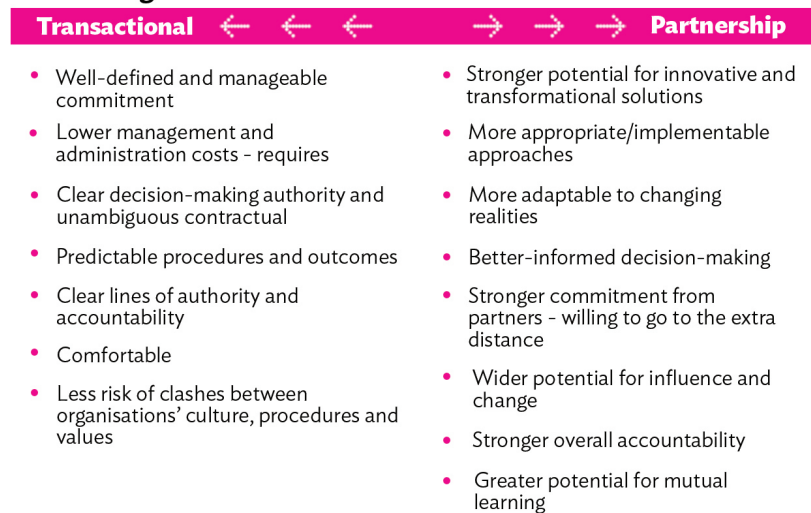 Transactional
Partnership
• Well-defined and manageable
commitment
• Lower management and
administration costs - requires
• Clear decision-making authority and
unambiguous contractual
• Predictable procedures and outcomes
• Clear lines of authority and
accountability
• Comfortable
• Less risk of clashes between
organisations’ culture, procedures and
values
• Stronger potential for innovative and
transformational solutions
• More appropriate/implementable
approaches
• More adaptable to changing
realities
• Better-informed decision-making
• Stronger commitment from
partners - willing to go to the extra
distance
• Wider potential for influence and
change
• Stronger overall accountability
• Greater potential for mutual
learning